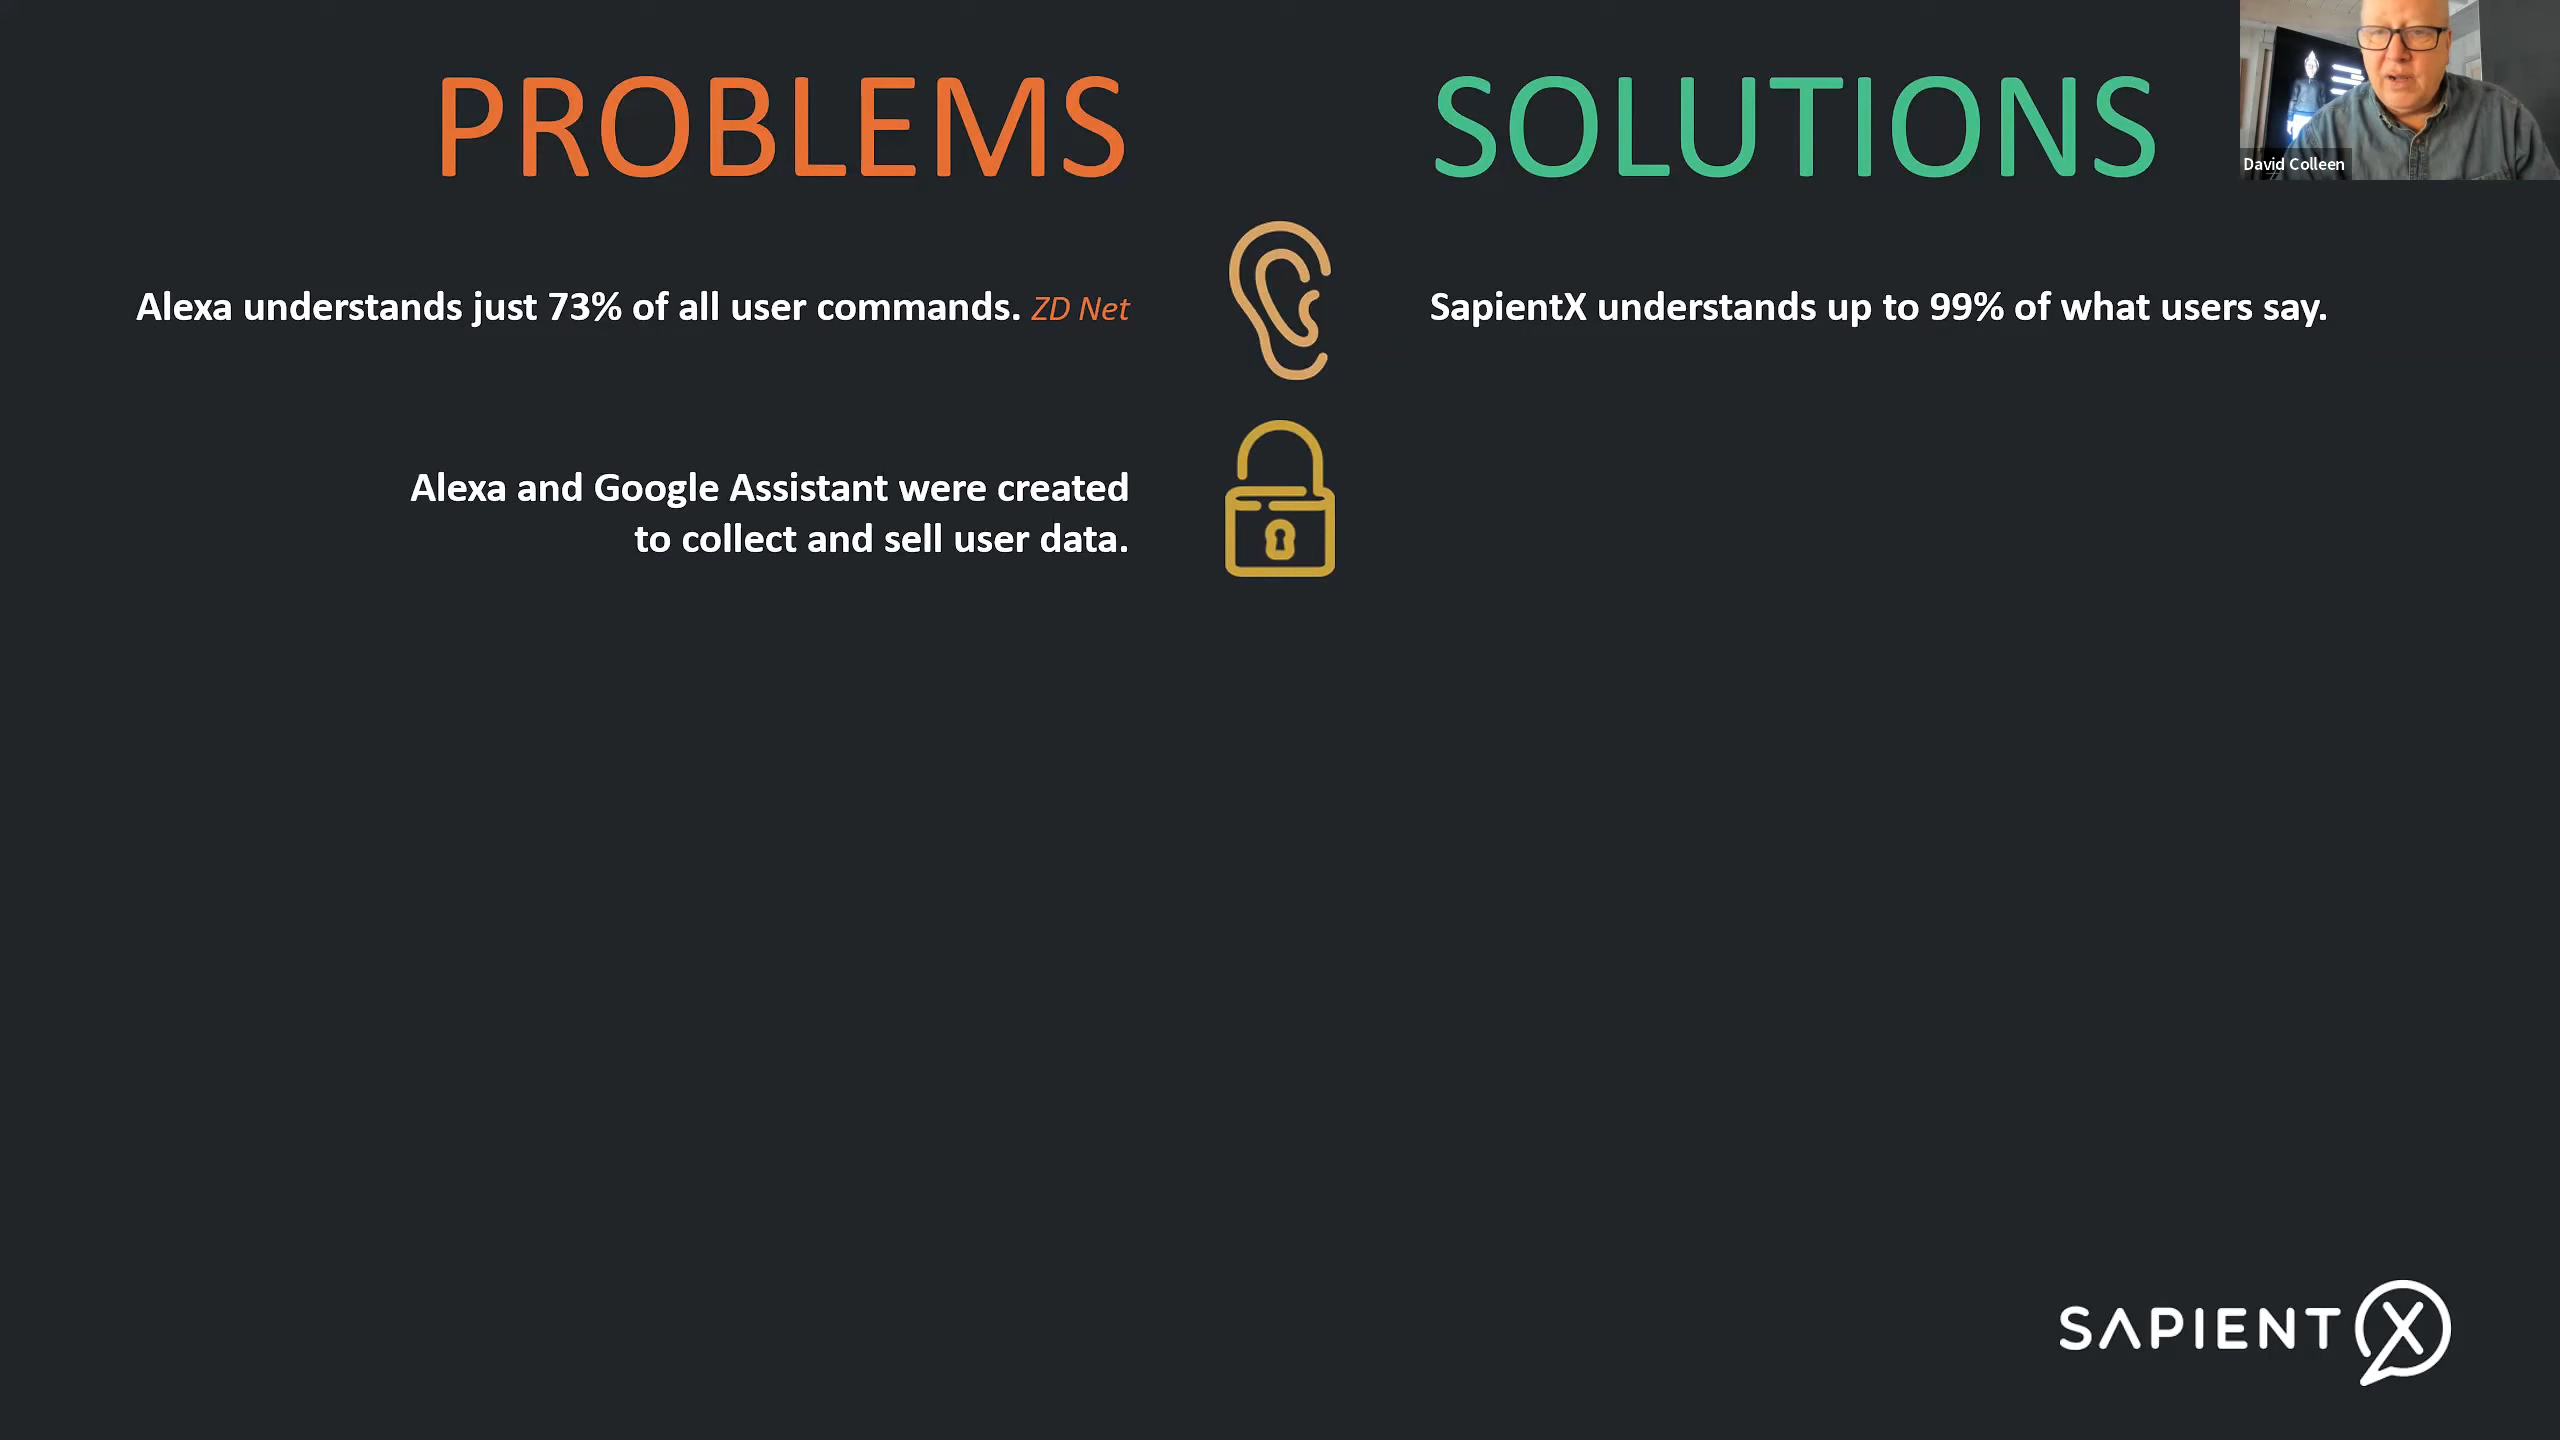 PROBLEMS
SOLUTIONS
David Colleen
Alexa understands just 73% of all user commands. ZD Net
SapientX understands up to 99% of what users say.
Alexa and Google Assistant were created
to collect and sell user data.
SAPIENT X